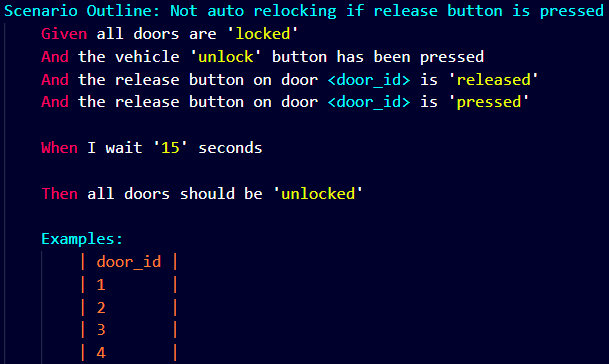 Scenario Outline: Not auto relocking if release button is pressed
Given all doors are 'locked'
And the vehicle 'unlock' button has been pressed
And the release button on door <door_id> is 'released'
And the release button on door <door_id> is 'pressed'
When I wait '15' seconds
Then all doors should be 'unlocked'
Examples:
| door_id |
| 1 |
| 2 |
| 3 |
| 4 |